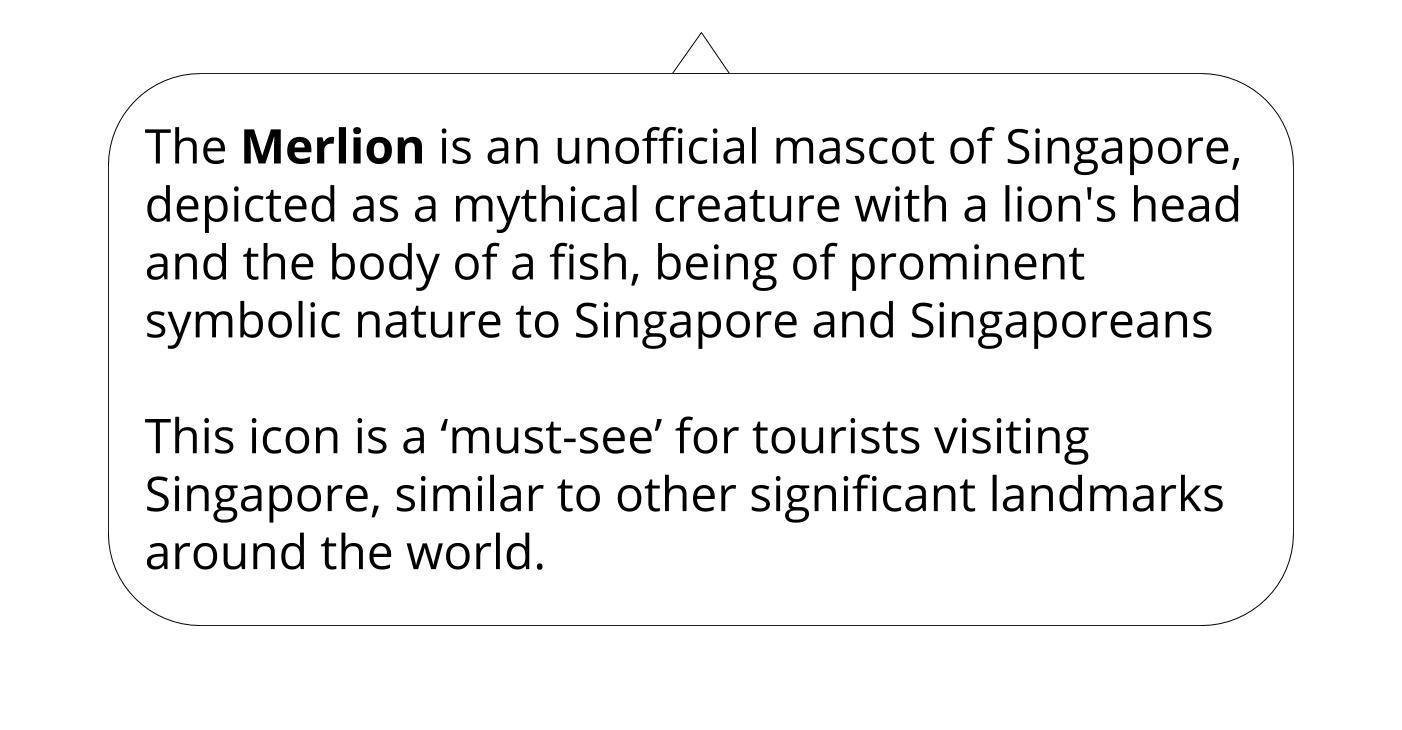 The Merlion is an unofficial mascot of Singapore,
depicted as a mythical creature with a lion's head
and the body of a fish, being of prominent
symbolic nature to Singapore and Singaporeans
This icon is a ‘must-see’ for tourists visiting
Singapore, similar to other significant landmarks
around the world.